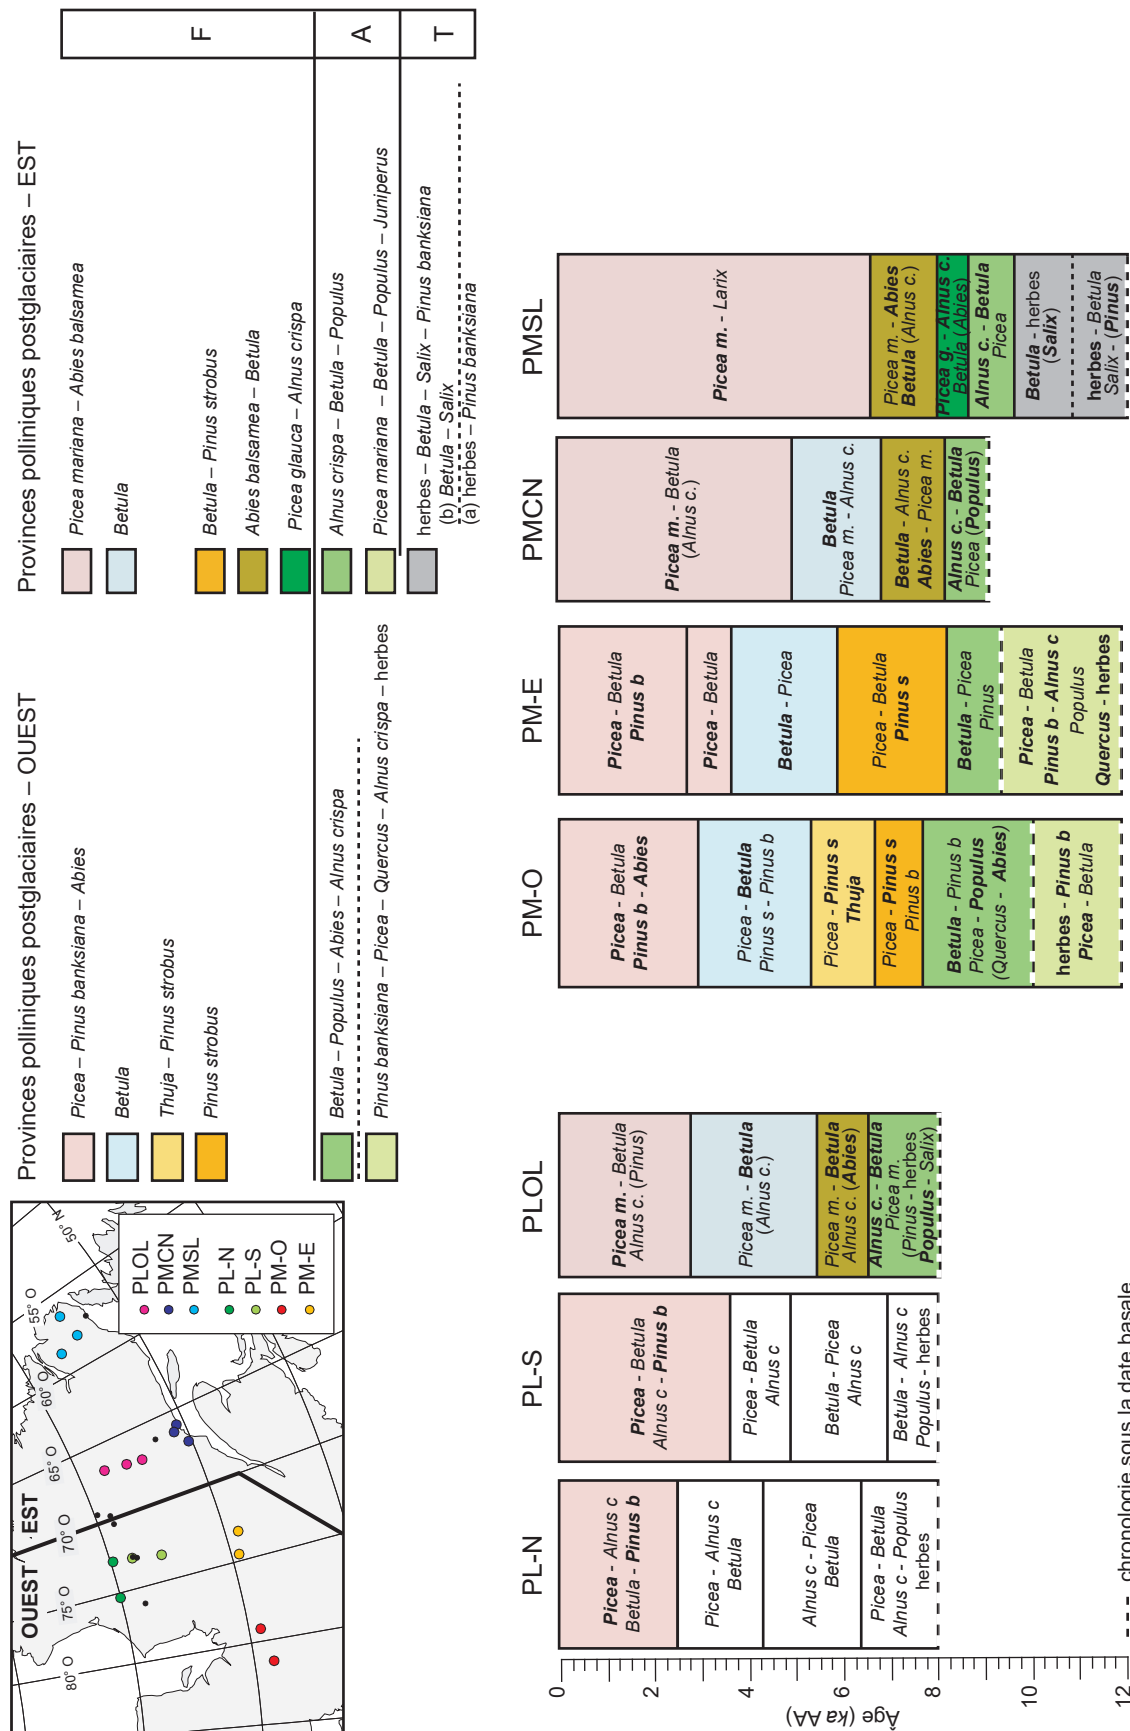 OUEST EST
80° O
75° O
70° O
65° O
60° O
55° O
50° N
PLOL
PMCN
PMSL
PL-N
PL-S
PM-O
PM-E
Provinces polliniques postglaciaires – OUEST
Picea – Pinus banksiana – Abies
Betula
Thuja – Pinus strobus
Pinus strobus
Betula – Populus – Abies – Alnus crispa
Pinus banksiana – Picea – Quercus – Alnus crispa – herbes
Provinces polliniques postglaciaires – EST
Picea mariana – Abies balsamea
Betula
Betula – Pinus strobus
Abies balsamea – Betula
Picea glauca – Alnus crispa
Alnus crispa – Betula – Populus
Picea mariana – Betula – Populus – Juniperus
herbes – Betula – Salix – Pinus banksiana
(b) Betula – Salix
(a) herbes – Pinus banksiana
F
A
T
Âge (ka AA)
0
2
4
6
8
10
12
PL-N
Picea - Alnus c
Betula - Pinus b
Picea - Alnus c
Betula
Alnus c - Picea
Betula
Picea - Betula
Alnus c - Populus
herbes
PL-S
Picea - Betula
Alnus c - Pinus b
Picea - Betula
Alnus c
Betula - Picea
Alnus c
Betula - Alnus c
Populus - herbes
PLOL
Picea m. - Betula
Alnus c. (Pinus)
Picea m. - Betula
(Alnus c.)
Picea m. - Betula
Alnus c. (Abies)
Alnus c. - Betula
Picea m.
(Pinus - herbes
Populus - Salix)
PM-O
Picea - Betula
Pinus b - Abies
Picea - Betula
Pinus s - Pinus b
Picea - Pinus s
Thuja
Picea - Pinus s
Pinus b
Betula - Pinus b
Picea - Populus
(Quercus - Abies)
herbes - Pinus b
Picea - Betula
PM-E
Picea - Betula
Pinus b
Picea - Betula
Betula - Picea
Picea - Betula
Pinus s
Betula - Picea
Pinus
Picea - Betula
Pinus b - Alnus c
Populus
Quercus - herbes
PMCN
Picea m. - Betula
(Alnus c.)
Betula
Picea m. - Alnus c.
Betula - Alnus c.
Abies - Picea m.
Alnus c. - Betula
Picea (Populus)
PMSL
Picea m. - Larix
Picea m. - Abies
Betula (Alnus c.)
Picea g. - Alnus c.
Betula (Abies)
Alnus c. - Betula
Picea
Betula - herbes
(Salix)
herbes - Betula
Salix - (Pinus)
chronologie sous la date basale